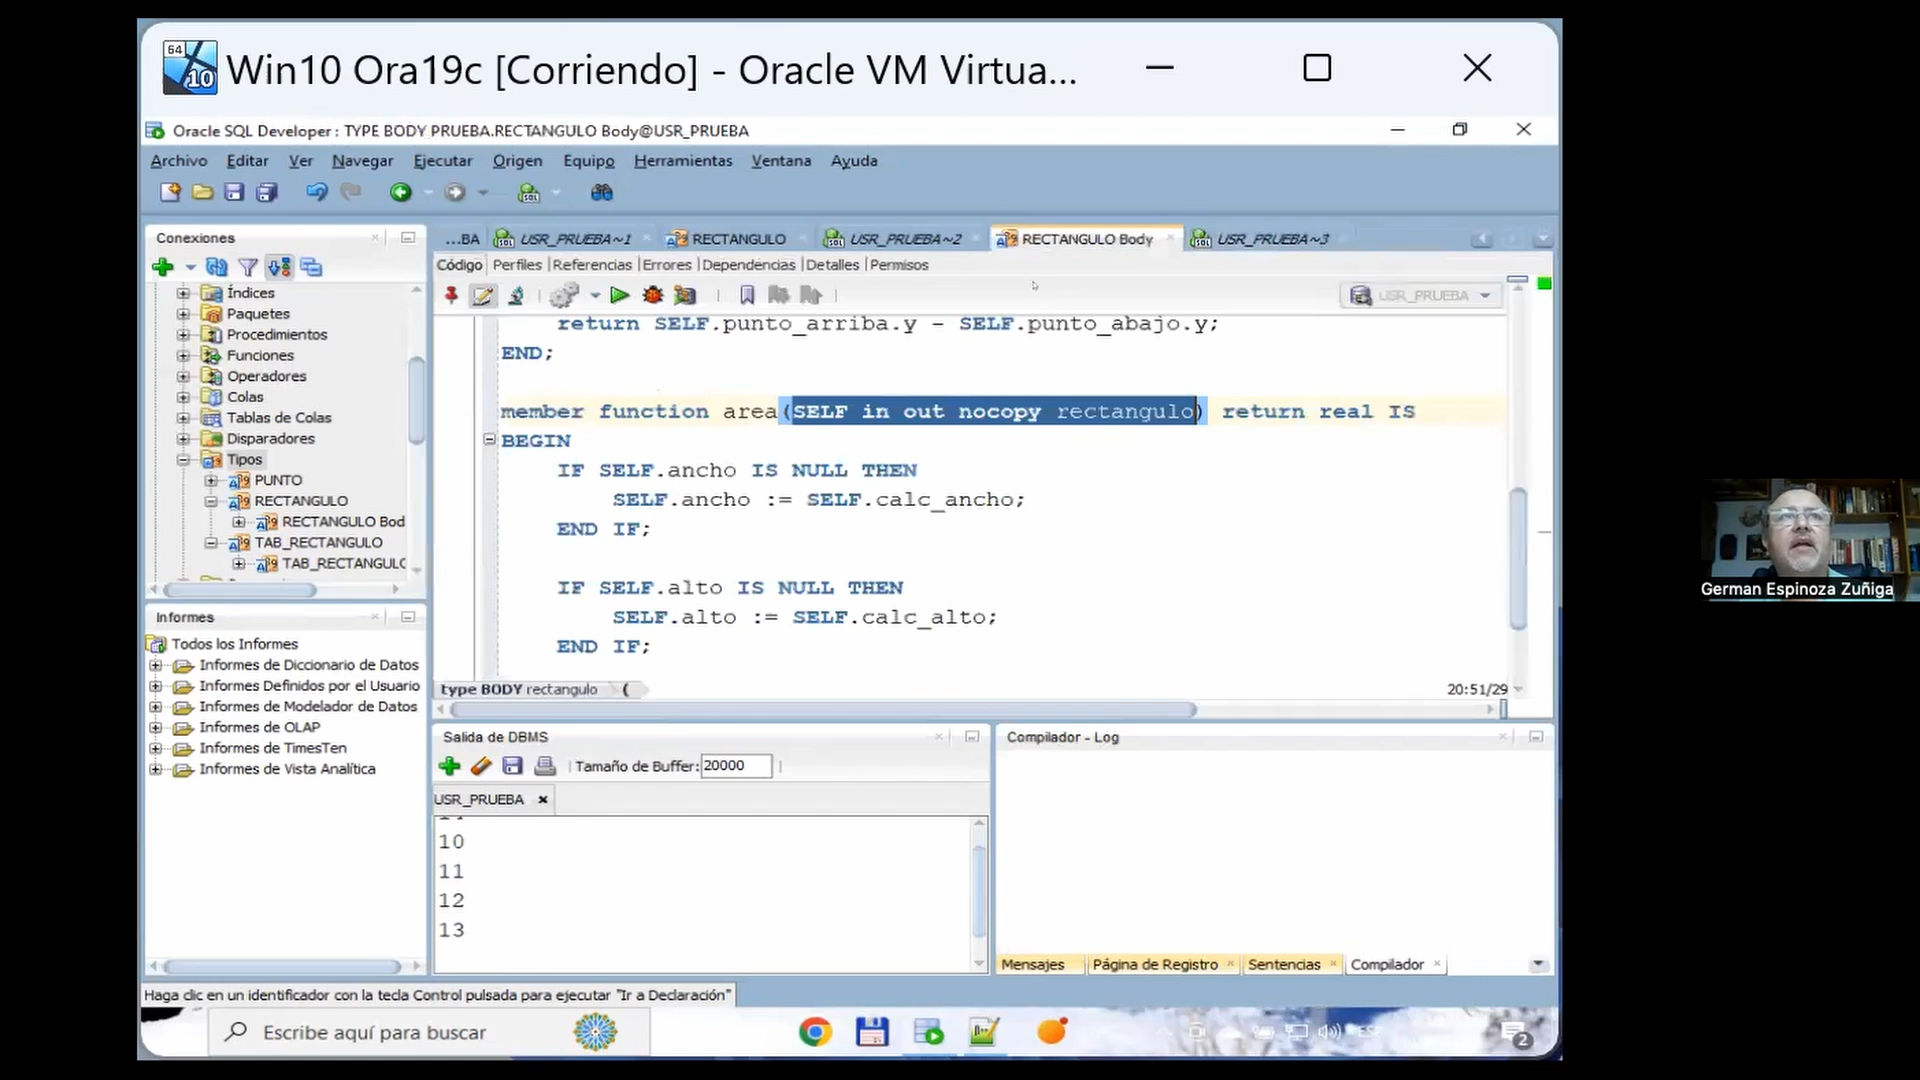 64
10
Win10 Ora19c [Corriendo] - Oracle VM Virtua...
Oracle SQL Developer : TYPE BODY PRUEBA.RECTANGULO Body@USR_PRUEBA
Archivo Editar Ver Navegar Ejecutar Origen Equipo Herramientas Ventana Ayuda
Conexiones
Índices
Paquetes
Procedimientos
Funciones
Operadores
Colas
Tablas de Colas
Disparadores
Tipos
PUNTO
RECTANGULO
RECTANGULO Bod
TAB_RECTANGULO
TAB_RECTANGULC
Informes
Todos los Informes
Informes de Diccionario de Datos
Informes Definidos por el Usuario
Informes de Modelador de Datos
Informes de OLAP
Informes de TimesTen
Informes de Vista Analítica
...BA USR_PRUEBA~1 RECTANGULO USR_PRUEBA~2 RECTANGULO Body USR_PRUEBA~3
Código Perfiles Referencias Errores Dependencias Detalles Permisos
USR_PRUEBA
return SELF.punto_arriba.y - SELF.punto_abajo.y;
END;
member function area(SELF in out nocopy rectangulo) return real IS
BEGIN
IF SELF.ancho IS NULL THEN
SELF.ancho := SELF.calc_ancho;
END IF;
IF SELF.alto IS NULL THEN
SELF.alto := SELF.calc_alto;
END IF;
type BODY rectangulo (
20:51/29
Salida de DBMS
Tamaño de Buffer: 20000
USR_PRUEBA
10
11
12
13
Compilador - Log
Mensajes Página de Registro Sentencias Compilador
Haga clic en un identificador con la tecla Control pulsada para ejecutar "Ir a Declaración"
Escribe aquí para buscar
ESP
2
German Espinoza Zuñiga